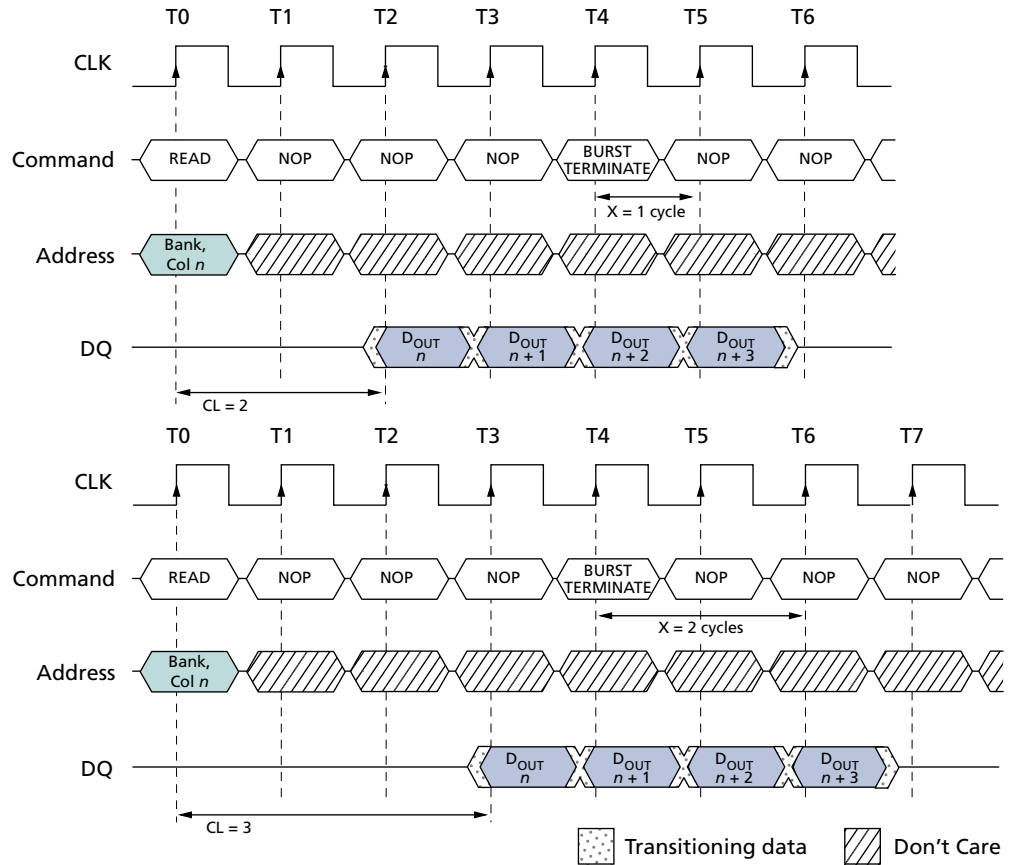 T0 T1 T2 T3 T4 T5 T6
CLK
Command READ NOP NOP NOP BURST TERMINATE NOP NOP
X = 1 cycle
Address Bank, Col n
DQ DOUT n DOUT n + 1 DOUT n + 2 DOUT n + 3
CL = 2
T0 T1 T2 T3 T4 T5 T6 T7
CLK
Command READ NOP NOP NOP BURST TERMINATE NOP NOP NOP
X = 2 cycles
Address Bank, Col n
DQ DOUT n DOUT n + 1 DOUT n + 2 DOUT n + 3
CL = 3
Transitioning data Don't Care